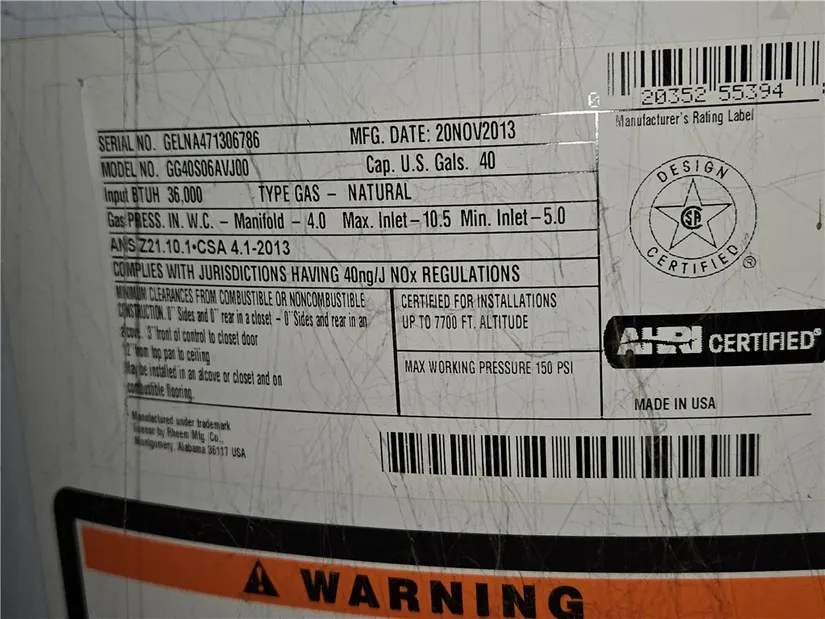 20352 55394
Manufacturer's Rating Label
SERIAL NO. GELNA471306786 MFG. DATE: 20NOV2013
MODEL NO. GG40S06AVJ00 Cap. U.S. Gals. 40
Input BTUH 36,000 TYPE GAS – NATURAL
Gas PRESS. IN. W.C. – Manifold – 4.0 Max. Inlet–10.5 Min. Inlet–5.0
ANS Z21.10.1•CSA 4.1-2013
COMPLIES WITH JURISDICTIONS HAVING 40ng/J NOx REGULATIONS
MINIMUM CLEARANCES FROM COMBUSTIBLE OR NONCOMBUSTIBLE
CONSTRUCTION. 0" Sides and 0" rear in a closet – 0" Sides and rear in an
alcove. 3" front of control to closet door
12" from top pan to ceiling
May be installed in an alcove or closet and on
combustible flooring.
CERTIFIED FOR INSTALLATIONS
UP TO 7700 FT. ALTITUDE
MAX WORKING PRESSURE 150 PSI
DESIGN
CSA
CERTIFIED
®
AHRI CERTIFIED®
MADE IN USA
Manufactured under trademark
license by Rheem Mfg. Co.,
Montgomery, Alabama 36117 USA
WARNING